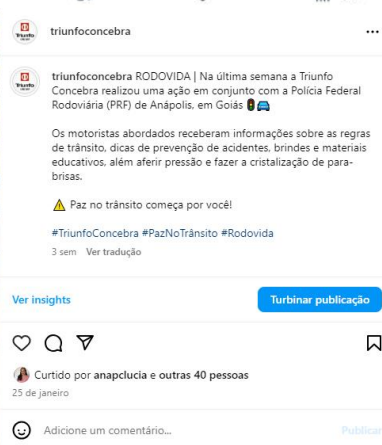 triunfoconcebra
triunfoconcebra RODOVIDA | Na última semana a Triunfo
Concebra realizou uma ação em conjunto com a Polícia Federal
Rodoviária (PRF) de Anápolis, em Goiás 🚦🚘
Os motoristas abordados receberam informações sobre as regras
de trânsito, dicas de prevenção de acidentes, brindes e materiais
educativos, além aferir pressão e fazer a cristalização de para-
brisas.
⚠️ Paz no trânsito começa por você!
#TriunfoConcebra #PazNoTrânsito #Rodovida
3 sem Ver tradução
Ver insights
Turbinar publicação
Curtido por anapclucia e outras 40 pessoas
25 de janeiro
Adicione um comentário...
Publicar